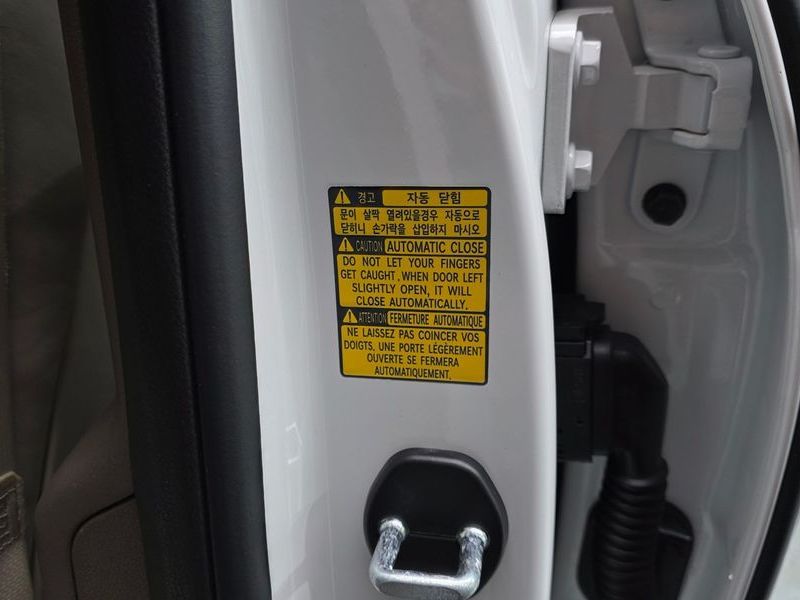 경고 자동 닫힘
문이 살짝 열려있을경우 자동으로
닫히니 손가락을 삽입하지 마시오
CAUTION AUTOMATIC CLOSE
DO NOT LET YOUR FINGERS
GET CAUGHT, WHEN DOOR LEFT
SLIGHTLY OPEN, IT WILL
CLOSE AUTOMATICALLY.
ATTENTION FERMETURE AUTOMATIQUE
NE LAISSEZ PAS COINCER VOS
DOIGTS, UNE PORTE LÉGÈREMENT
OUVERTE SE FERMERA
AUTOMATIQUEMENT.